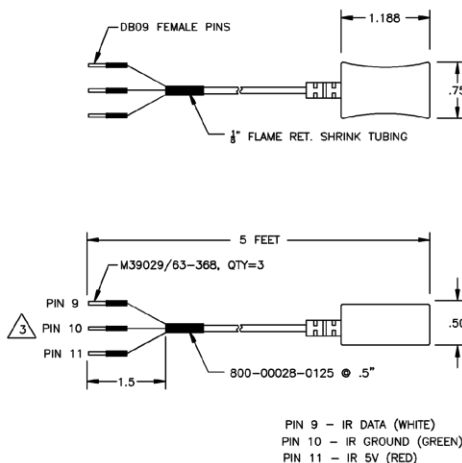 DB09 FEMALE PINS
1.188
.75
1/8" FLAME RET. SHRINK TUBING
5 FEET
M39029/63-368, QTY=3
PIN 9
3 PIN 10
PIN 11
.50
1.5
800-00028-0125 @ .5"
PIN 9 – IR DATA (WHITE)
PIN 10 – IR GROUND (GREEN)
PIN 11 – IR 5V (RED)